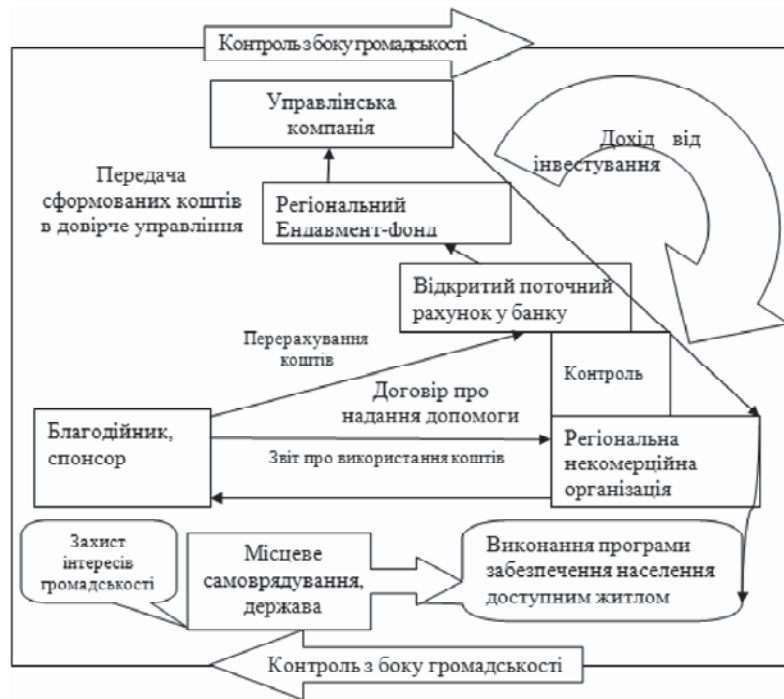 Контроль з боку громадськості
Управлінська
компанія
Дохід від
інвестування
Передача
сформованих коштів
в довірче управління
Регіональний
Ендавмент-фонд
Відкритий поточний
рахунок у банку
Перерахування
коштів
Контроль
Договір про
надання допомоги
Благодійник,
спонсор
Звіт про використання коштів
Регіональна
некомерційна
організація
Захист
інтересів
громадськості
Місцеве
самоврядування,
держава
Виконання програми
забезпечення населення
доступним житлом
Контроль з боку громадськості